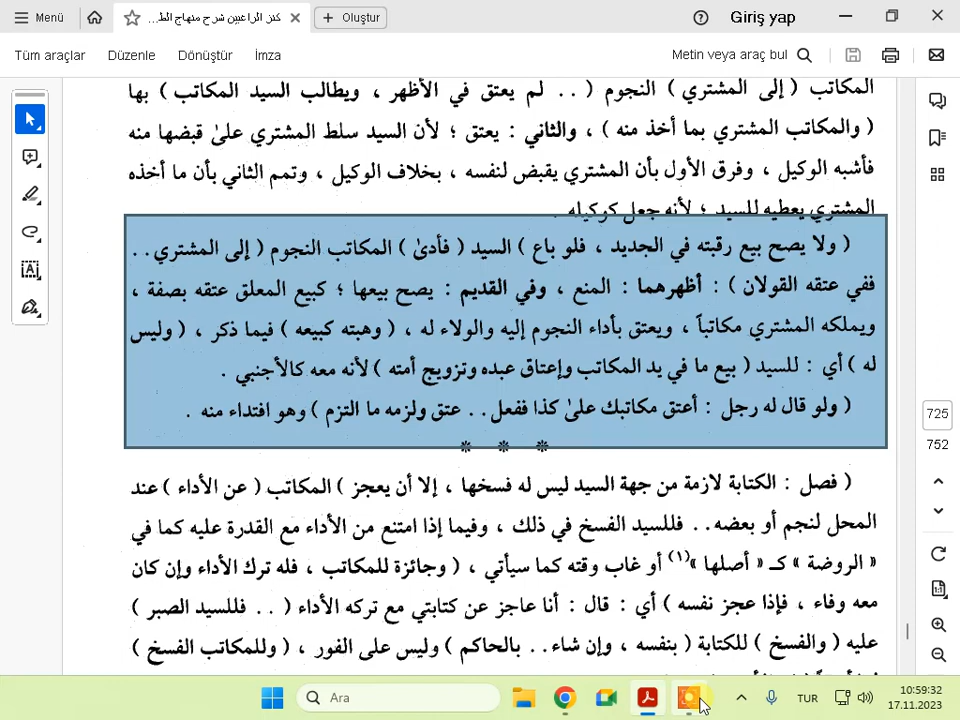 Menü
كنز الراغبين شرح منهاج الط...
Oluştur
Giriş yap
Tüm araçlar
Düzenle
Dönüştür
İmza
Metin veya araç bul
المكاتب ( إلى المشتري ) النجوم ( .. لم يعتق في الأظهر ، ويطالب السيد المكاتب ) بها
( والمكاتب المشتري بما أخذ منه ) ، والثاني : يعتق ؛ لأن السيد سلط المشتري علىٰ قبضها منه
فأشبه الوكيل ، وفرق الأول بأن المشتري يقبض لنفسه ، بخلاف الوكيل ، وتمم الثاني بأن ما أخذه
المشتري يعطيه للسيد ؛ لأنه جعل كوكيله .
( ولا يصح بيع رقبته في الجديد ، فلو باع ) السيد ( فأدىٰ ) المكاتب النجوم ( إلى المشتري . .
ففي عتقه القولان ) : أظهرهما : المنع ، وفي القديم : يصح بيعها ؛ كبيع المعلق عتقه بصفة ،
ويملكه المشتري مكاتباً ، ويعتق بأداء النجوم إليه والولاء له ، ( وهبته كبيعه ) فيما ذكر ، ( وليس
له ) أي : للسيد ( بيع ما في يد المكاتب وإعتاق عبده وتزويج أمته ) لأنه معه كالأجنبي .
( ولو قال له رجل : أعتق مكاتبك علىٰ كذا ففعل . . عتق ولزمه ما التزم ) وهو افتداء منه .
( فصل : الكتابة لازمة من جهة السيد ليس له فسخها ، إلا أن يعجز ) المكاتب ( عن الأداء ) عند
المحل لنجم أو بعضه . . فللسيد الفسخ في ذلك ، وفيما إذا امتنع من الأداء مع القدرة عليه كما في
« الروضة » كـ « أصلها »(١) أو غاب وقته كما سيأتي ، ( وجائزة للمكاتب ، فله ترك الأداء وإن كان
معه وفاء ، فإذا عجز نفسه ) أي : قال : أنا عاجز عن كتابتي مع تركه الأداء ( . . فللسيد الصبر )
عليه ( والفسخ ) للكتابة ( بنفسه ، وإن شاء . . بالحاكم ) وليس على الفور ، ( وللمكاتب الفسخ )
725
752
Ara
TUR
10:59:32
17.11.2023